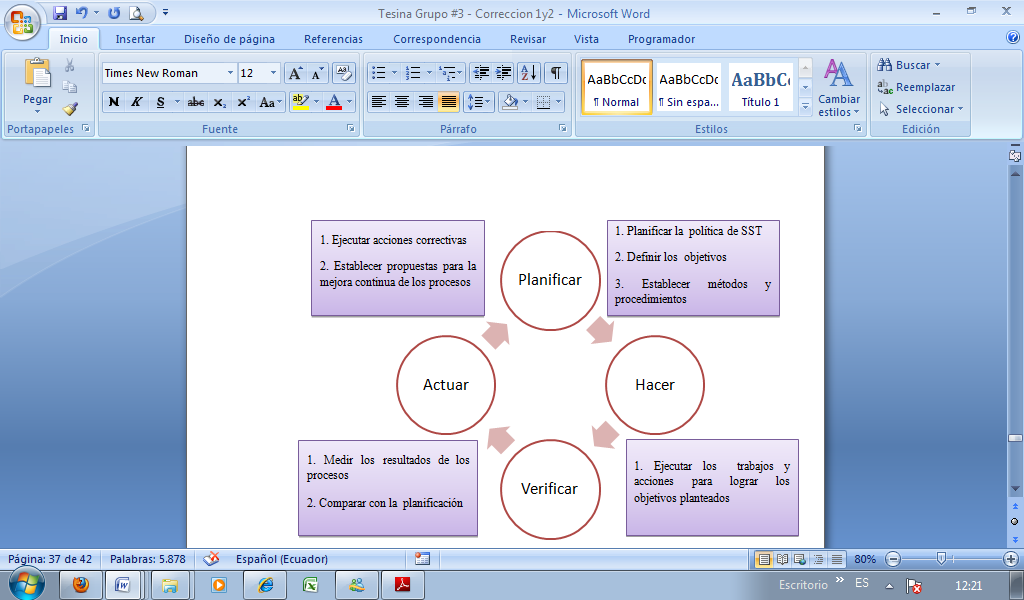 Tesina Grupo #3 - Correccion 1y2 - Microsoft Word
Inicio Insertar Diseño de página Referencias Correspondencia Revisar Vista Programador
Pegar
Portapapeles
Times New Roman 12
N K S abc x₂ x² Aa
Fuente
Párrafo
AaBbCcDc AaBbCcDc AaBbC
¶ Normal ¶ Sin espa... Título 1
Cambiar
estilos
Estilos
Buscar
Reemplazar
Seleccionar
Edición
1. Ejecutar acciones correctivas
2. Establecer propuestas para la
mejora continua de los procesos
Planificar
1. Planificar la política de SST
2. Definir los objetivos
3. Establecer métodos y
procedimientos
Actuar
Hacer
1. Medir los resultados de los
procesos
2. Comparar con la planificación
Verificar
1. Ejecutar los trabajos y
acciones para lograr los
objetivos planteados
Página: 37 de 42 Palabras: 5.878 Español (Ecuador) 80%
Escritorio » ES 12:21